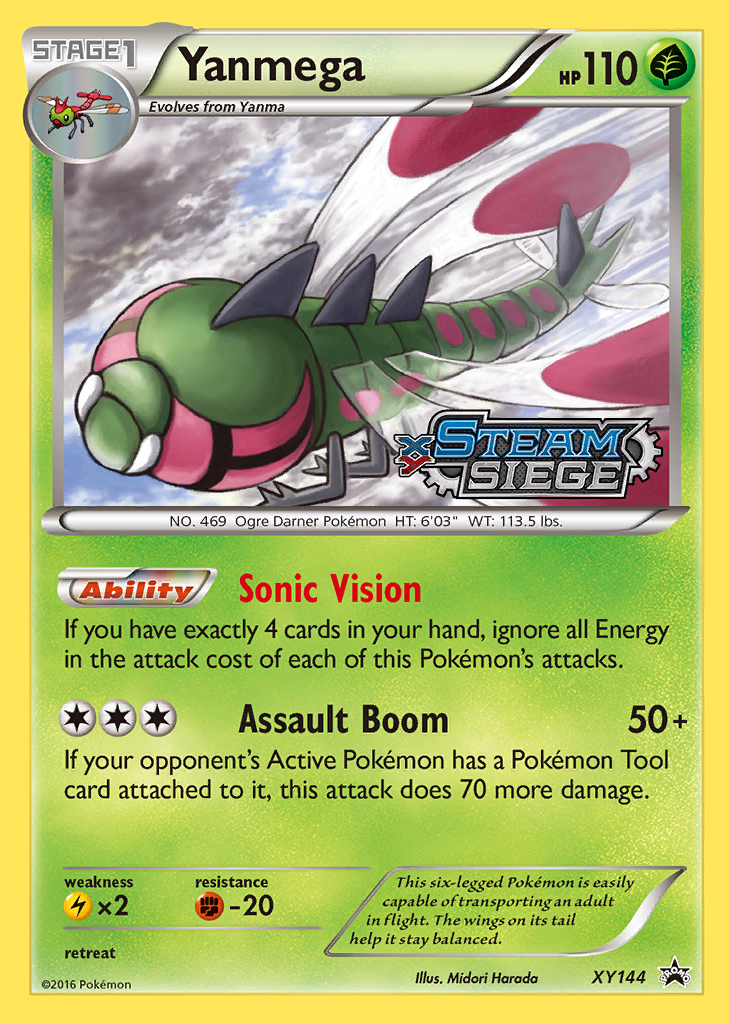 STAGE1
Yanmega
HP110
Evolves from Yanma
XY
STEAM
SIEGE
NO. 469 Ogre Darner Pokémon HT: 6'03" WT: 113.5 lbs.
Ability Sonic Vision
If you have exactly 4 cards in your hand, ignore all Energy
in the attack cost of each of this Pokémon's attacks.
Assault Boom 50+
If your opponent's Active Pokémon has a Pokémon Tool
card attached to it, this attack does 70 more damage.
weakness
×2
resistance
-20
retreat
This six-legged Pokémon is easily
capable of transporting an adult
in flight. The wings on its tail
help it stay balanced.
©2016 Pokémon
Illus. Midori Harada
XY144
PROMO